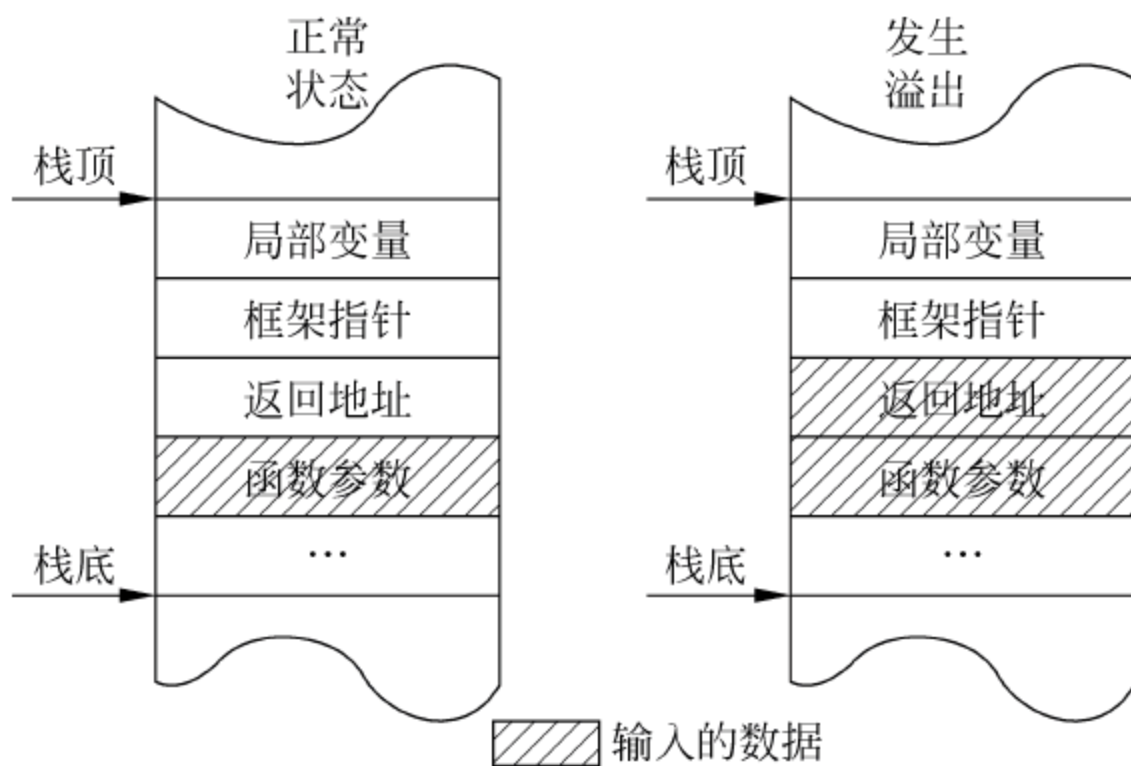 正常
状态
栈顶
局部变量
框架指针
返回地址
函数参数
…
栈底
发生
溢出
栈顶
局部变量
框架指针
返回地址
函数参数
…
栈底
输入的数据